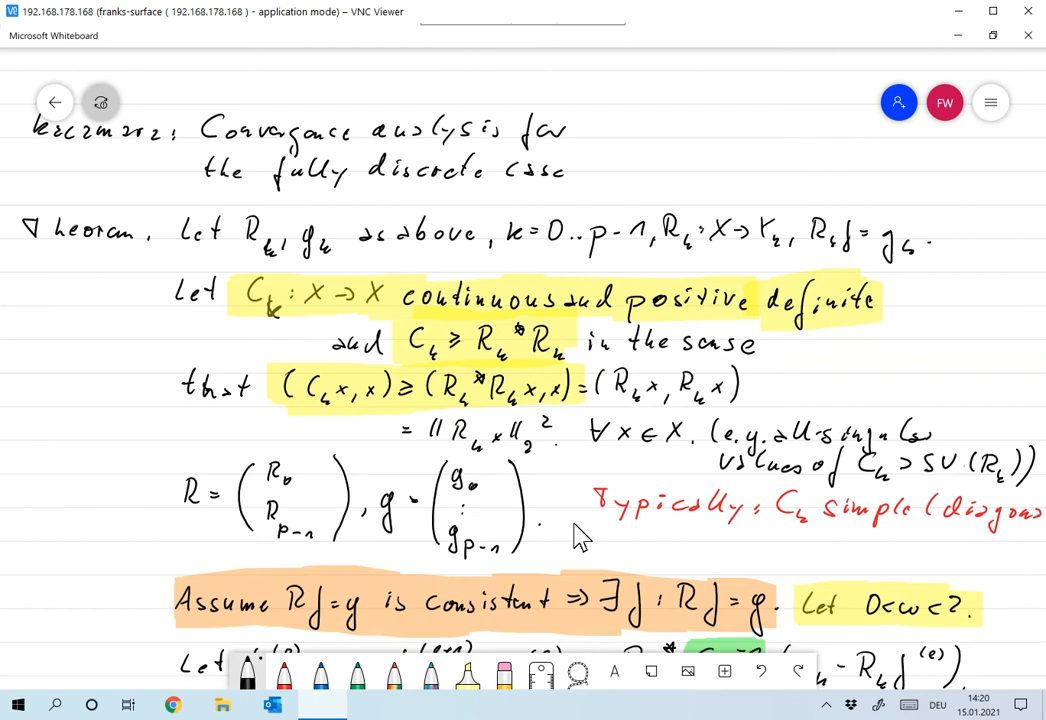 192.168.178.168 (franks-surface ( 192.168.178.168 ) - application mode) – VNC Viewer
Microsoft Whiteboard
FW
Kaczmarz: Convergence analysis for
the fully discrete case
Theorem. Let R_k, g_k as above, k=0..p-1, R_k: X → Y_k, R_k f = g_k.
Let C_k : X → X continuous and positive definite
and C_k ≥ R_k* R_k in the sense
that (C_k x, x) ≥ (R_k* R_k x, x) = (R_k x, R_k x)
= ||R_k x||_2^2. ∀ x ∈ X. (e.g. all singular
values of C_k > SV(R_k))
R = (R_0 R_p-1), g = (g_0 : g_p-1).
Typically: C_k simple (diagona
Assume Rf=g is consistent ⇒ ∃ f : Rf = g. Let 0<ω<2.
Let
- R_k f^(l)).
DEU
14:20
15.01.2021